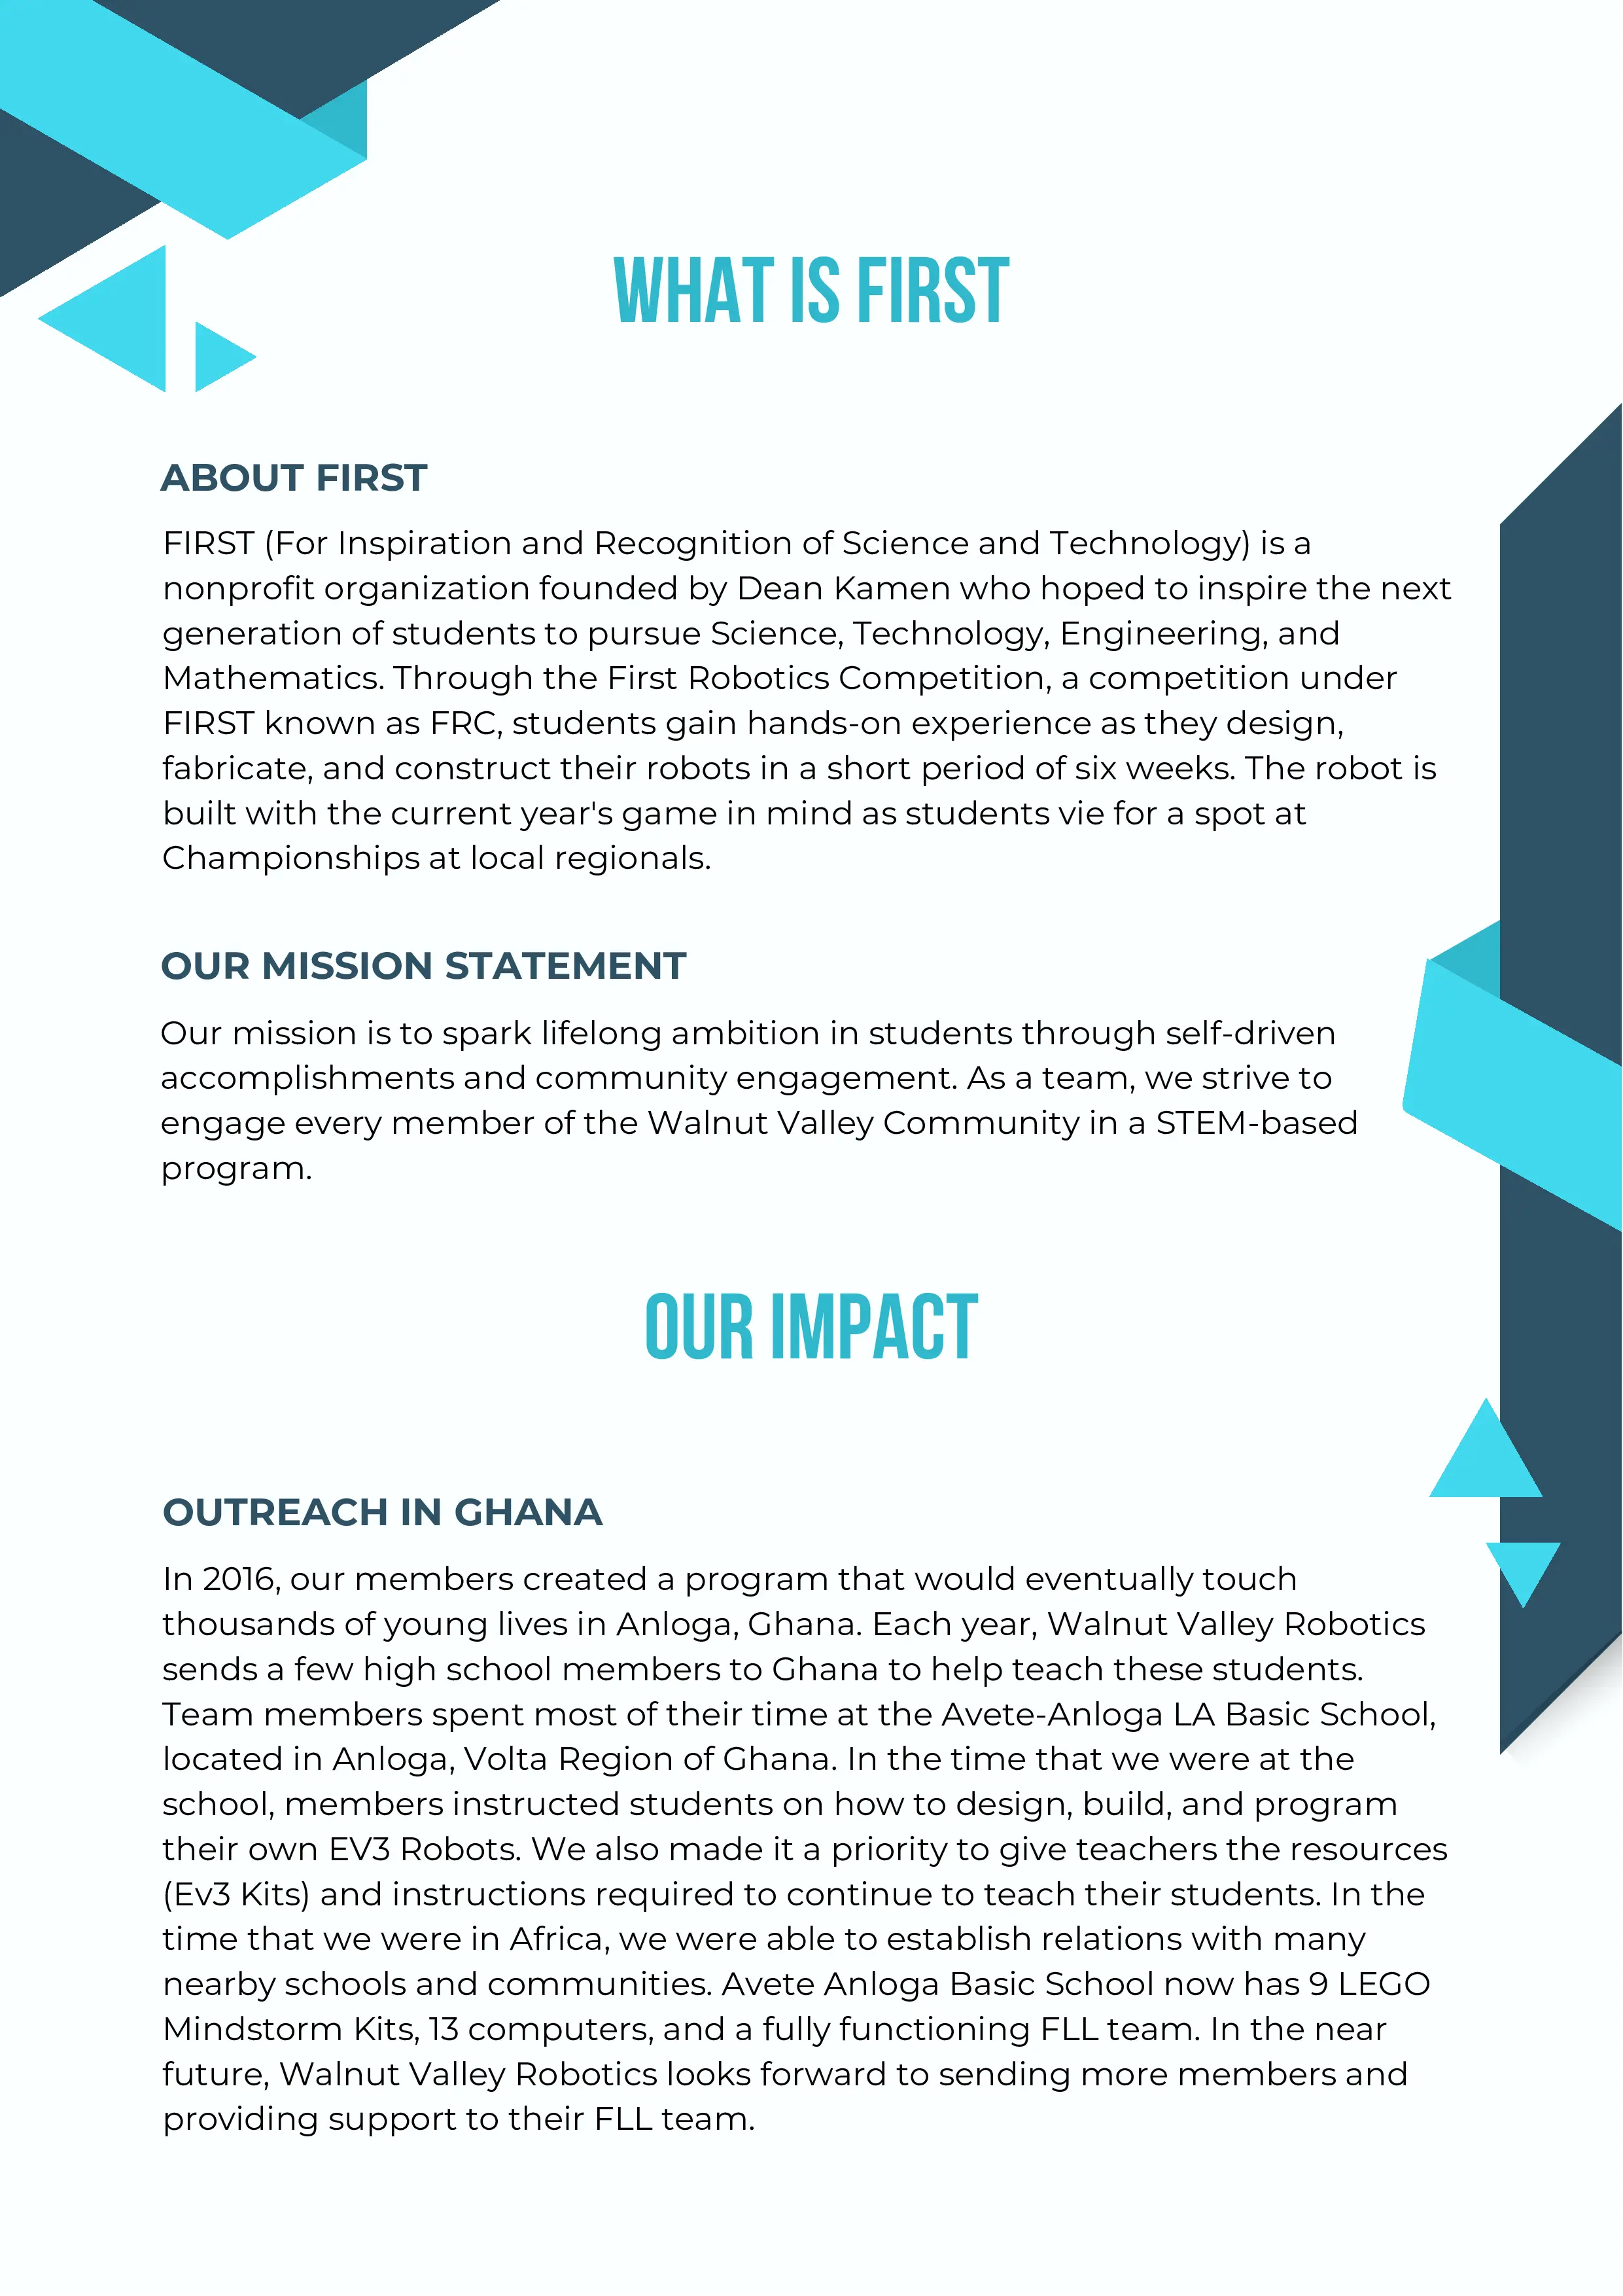 WHAT IS FIRST
ABOUT FIRST
FIRST (For Inspiration and Recognition of Science and Technology) is a
nonprofit organization founded by Dean Kamen who hoped to inspire the next
generation of students to pursue Science, Technology, Engineering, and
Mathematics. Through the First Robotics Competition, a competition under
FIRST known as FRC, students gain hands-on experience as they design,
fabricate, and construct their robots in a short period of six weeks. The robot is
built with the current year's game in mind as students vie for a spot at
Championships at local regionals.
OUR MISSION STATEMENT
Our mission is to spark lifelong ambition in students through self-driven
accomplishments and community engagement. As a team, we strive to
engage every member of the Walnut Valley Community in a STEM-based
program.
OUR IMPACT
OUTREACH IN GHANA
In 2016, our members created a program that would eventually touch
thousands of young lives in Anloga, Ghana. Each year, Walnut Valley Robotics
sends a few high school members to Ghana to help teach these students.
Team members spent most of their time at the Avete-Anloga LA Basic School,
located in Anloga, Volta Region of Ghana. In the time that we were at the
school, members instructed students on how to design, build, and program
their own EV3 Robots. We also made it a priority to give teachers the resources
(Ev3 Kits) and instructions required to continue to teach their students. In the
time that we were in Africa, we were able to establish relations with many
nearby schools and communities. Avete Anloga Basic School now has 9 LEGO
Mindstorm Kits, 13 computers, and a fully functioning FLL team. In the near
future, Walnut Valley Robotics looks forward to sending more members and
providing support to their FLL team.